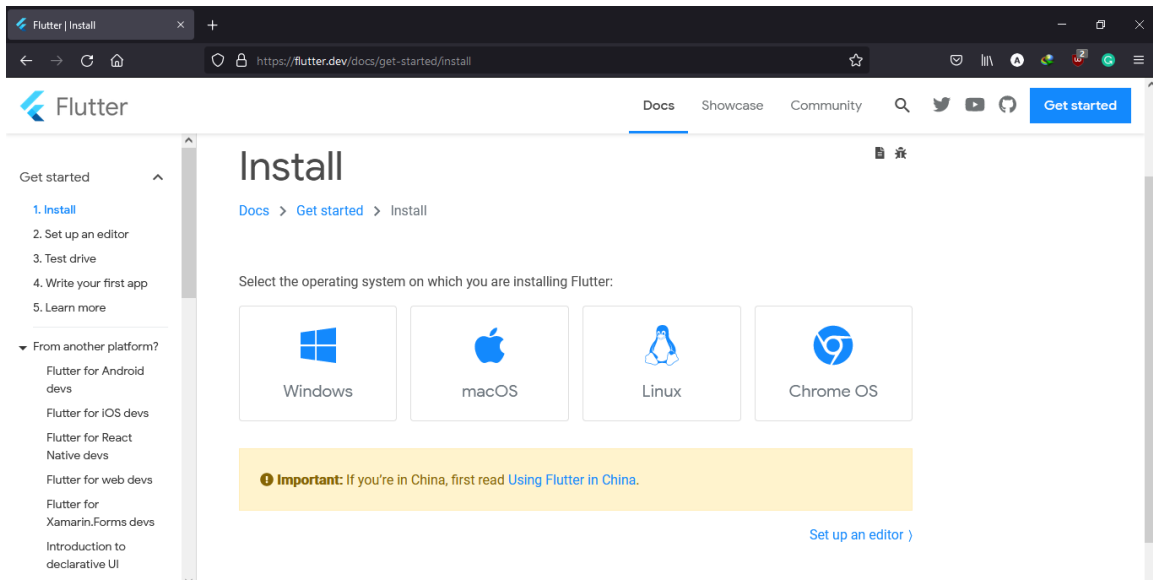 Flutter | Install
https://flutter.dev/docs/get-started/install
2
Flutter
Docs
Showcase
Community
Get started
Get started
1. Install
2. Set up an editor
3. Test drive
4. Write your first app
5. Learn more
From another platform?
Flutter for Android
devs
Flutter for iOS devs
Flutter for React
Native devs
Flutter for web devs
Flutter for
Xamarin.Forms devs
Introduction to
declarative UI
Install
Docs > Get started > Install
Select the operating system on which you are installing Flutter:
Windows
macOS
Linux
Chrome OS
Important: If you're in China, first read Using Flutter in China.
Set up an editor ⟩